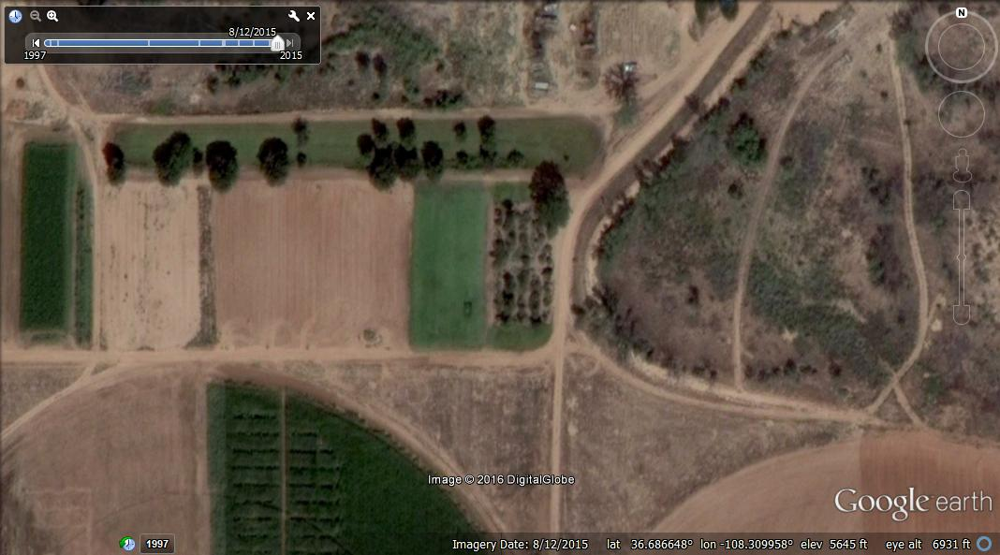 8/12/2015
1997
2015
N
Image © 2016 DigitalGlobe
Google earth
1997
Imagery Date: 8/12/2015 lat 36.686648° lon -108.309958° elev 5645 ft eye alt 6931 ft